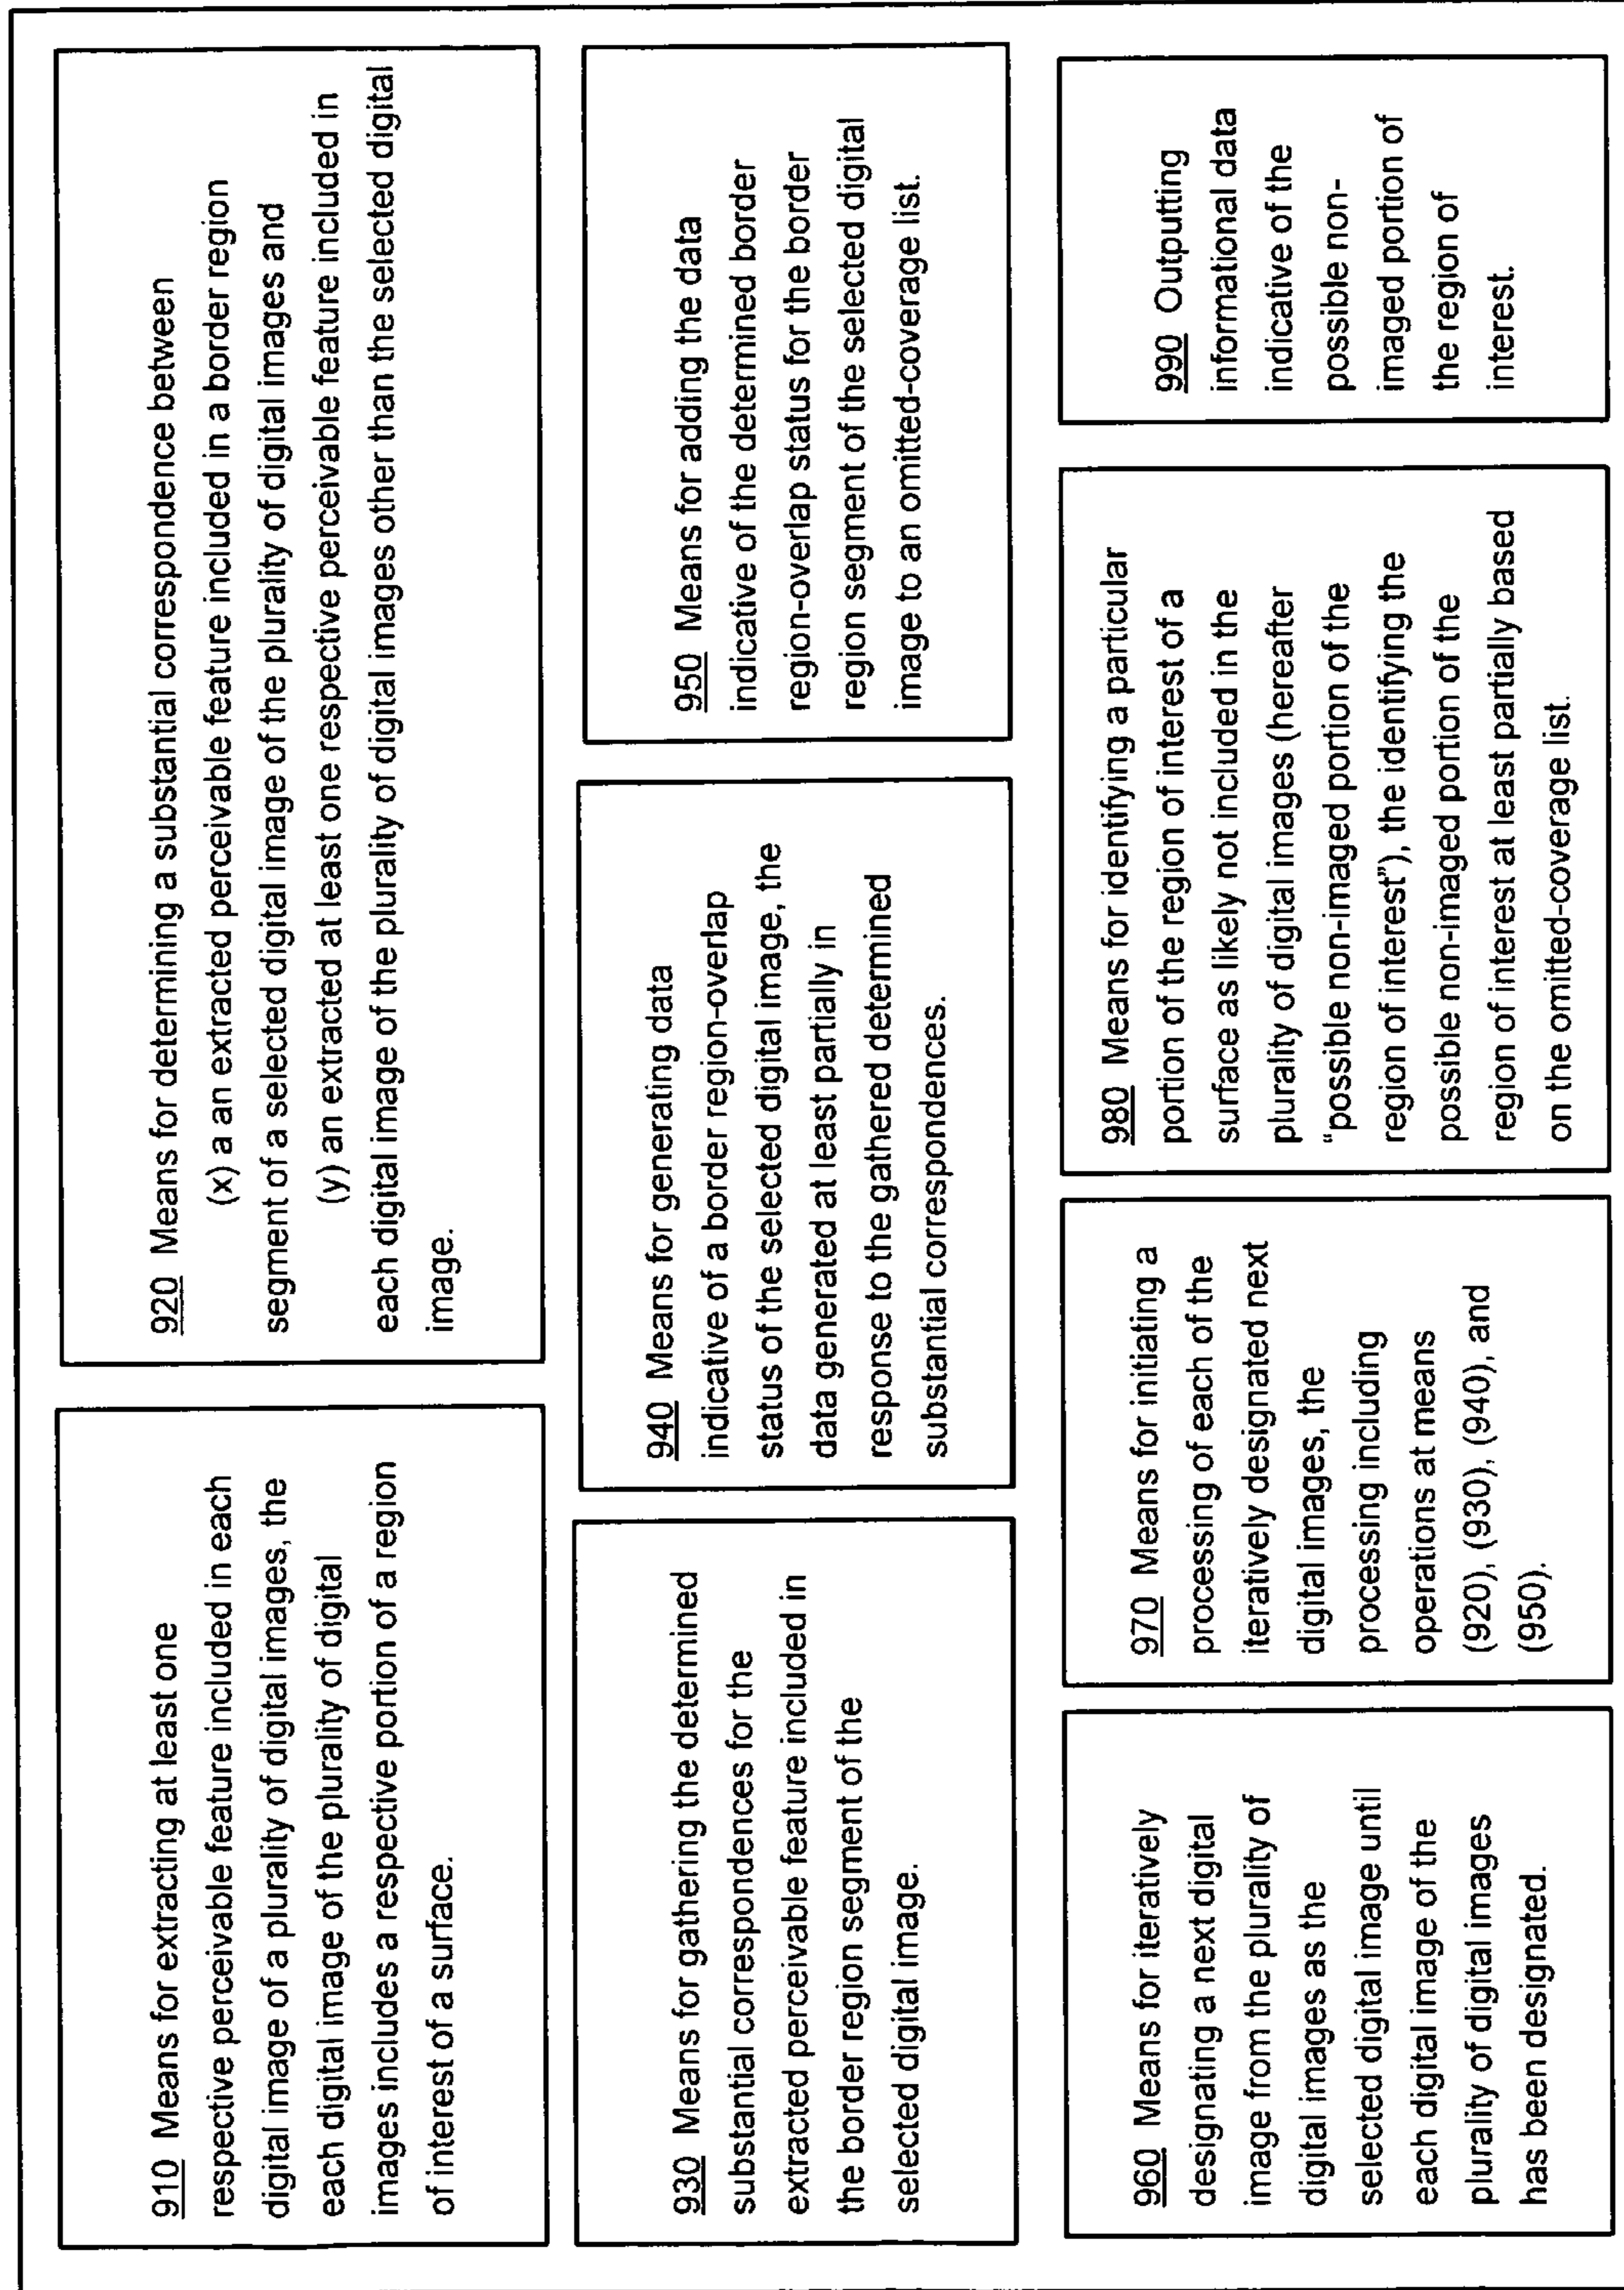 910 Means for extracting at least one
respective perceivable feature included in each
digital image of a plurality of digital images, the
each digital image of the plurality of digital
images includes a respective portion of a region
of interest of a surface.
920 Means for determining a substantial correspondence between
(x) a an extracted perceivable feature included in a border region
segment of a selected digital image of the plurality of digital images and
(y) an extracted at least one respective perceivable feature included in
each digital image of the plurality of digital images other than the selected digital
image.
930 Means for gathering the determined
substantial correspondences for the
extracted perceivable feature included in
the border region segment of the
selected digital image.
940 Means for generating data
indicative of a border region-overlap
status of the selected digital image, the
data generated at least partially in
response to the gathered determined
substantial correspondences.
950 Means for adding the data
indicative of the determined border
region-overlap status for the border
region segment of the selected digital
image to an omitted-coverage list.
960 Means for iteratively
designating a next digital
image from the plurality of
digital images as the
selected digital image until
each digital image of the
plurality of digital images
has been designated.
970 Means for initiating a
processing of each of the
iteratively designated next
digital images, the
processing including
operations at means
(920), (930), (940), and
(950).
980 Means for identifying a particular
portion of the region of interest of a
surface as likely not included in the
plurality of digital images (hereafter
"possible non-imaged portion of the
region of interest"), the identifying the
possible non-imaged portion of the
region of interest at least partially based
on the omitted-coverage list.
990 Outputting
informational data
indicative of the
possible non-
imaged portion of
the region of
interest.